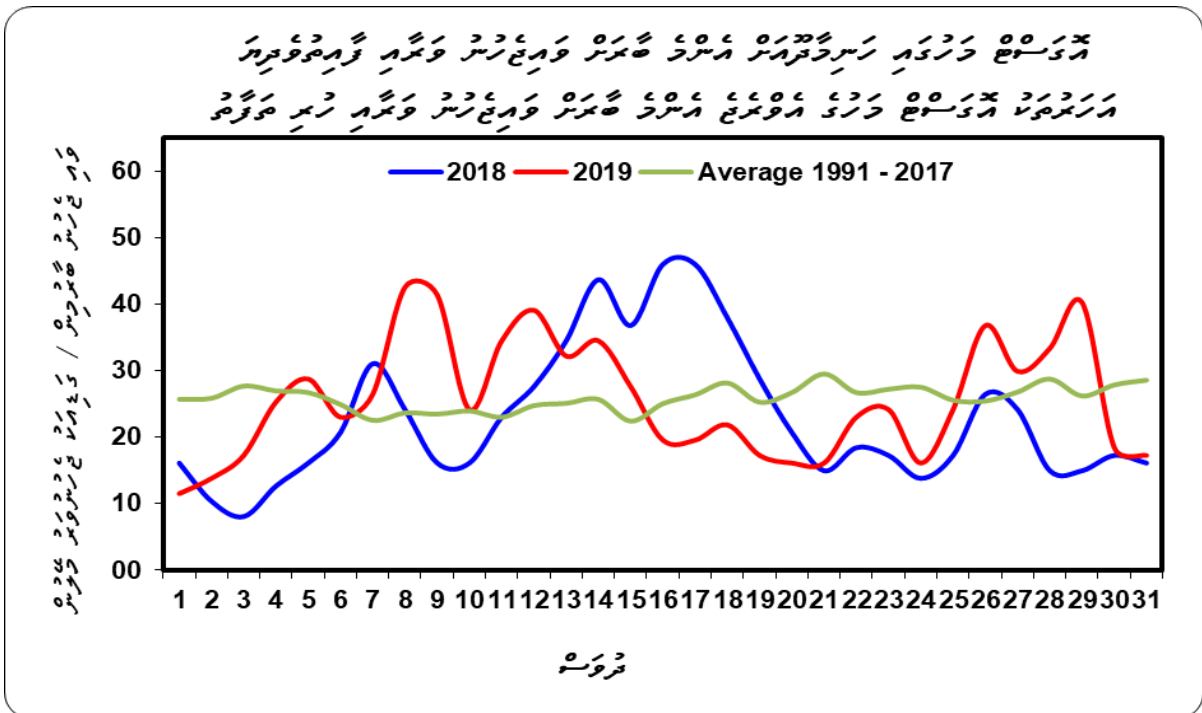 އޮގަސްޓް މަހުގައި ހަނިމާދޫއަށް އެންމެ ބާރަށް ވައިޖެހުނު ވަރާއި ފާއިތުވެދިޔަ
އަހަރުތަކު އޮގަސްޓް މަހުގެ އެވްރެޖެ އެންމެ ބާރަށް ވައިޖެހުނު ވަރާއި ހުރި ތަފާތު
2018 2019 Average 1991 - 2017
60
50
40
30
20
10
00
1 2 3 4 5 6 7 8 9 10 11 12 13 14 15 16 17 18 19 20 21 22 23 24 25 26 27 28 29 30 31
ދުވަސް